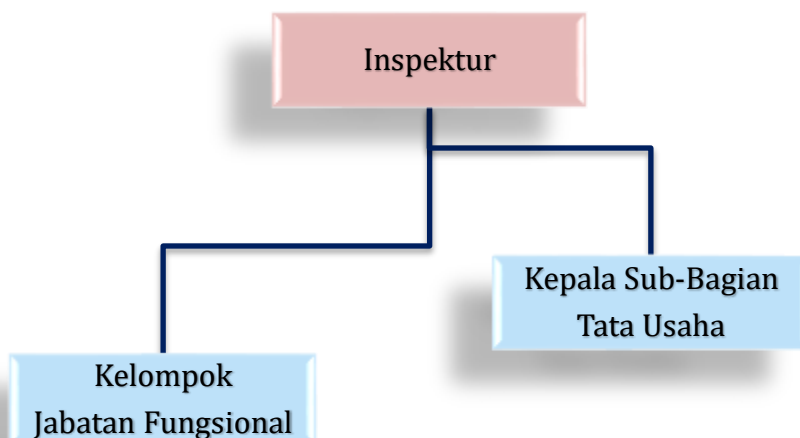 Inspektur
Kepala Sub-Bagian
Tata Usaha
Kelompok
Jabatan Fungsional